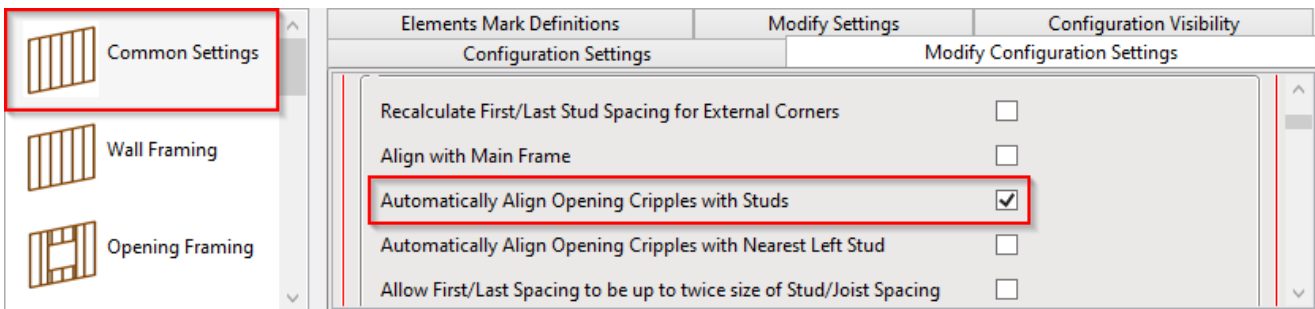 Common Settings
Wall Framing
Opening Framing
Elements Mark Definitions
Modify Settings
Configuration Visibility
Configuration Settings
Modify Configuration Settings
Recalculate First/Last Stud Spacing for External Corners
Align with Main Frame
Automatically Align Opening Cripples with Studs
Automatically Align Opening Cripples with Nearest Left Stud
Allow First/Last Spacing to be up to twice size of Stud/Joist Spacing